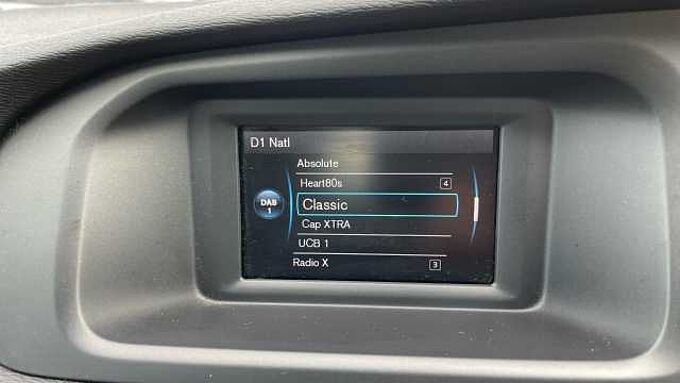 D1 Natl
Absolute
Heart80s 4
DAB
1
Classic
Cap XTRA
UCB 1
Radio X 3